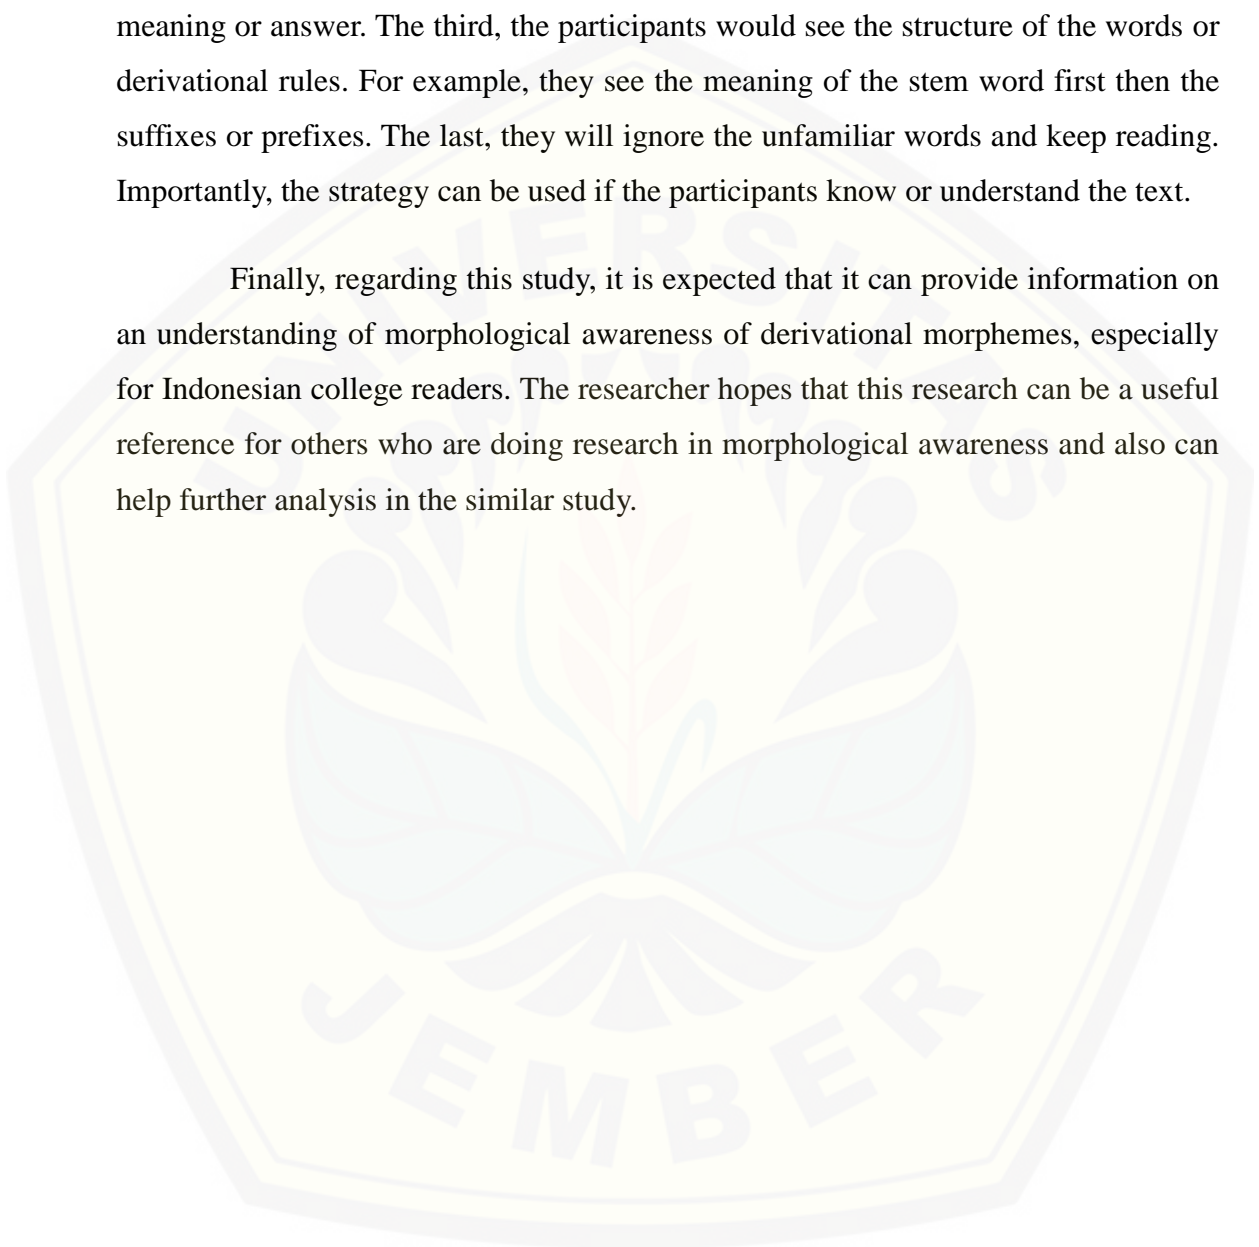 meaning or answer. The third, the participants would see the structure of the words or
derivational rules. For example, they see the meaning of the stem word first then the
suffixes or prefixes. The last, they will ignore the unfamiliar words and keep reading.
Importantly, the strategy can be used if the participants know or understand the text.
Finally, regarding this study, it is expected that it can provide information on
an understanding of morphological awareness of derivational morphemes, especially
for Indonesian college readers. The researcher hopes that this research can be a useful
reference for others who are doing research in morphological awareness and also can
help further analysis in the similar study.
UNIVERSITAS
JEMBER